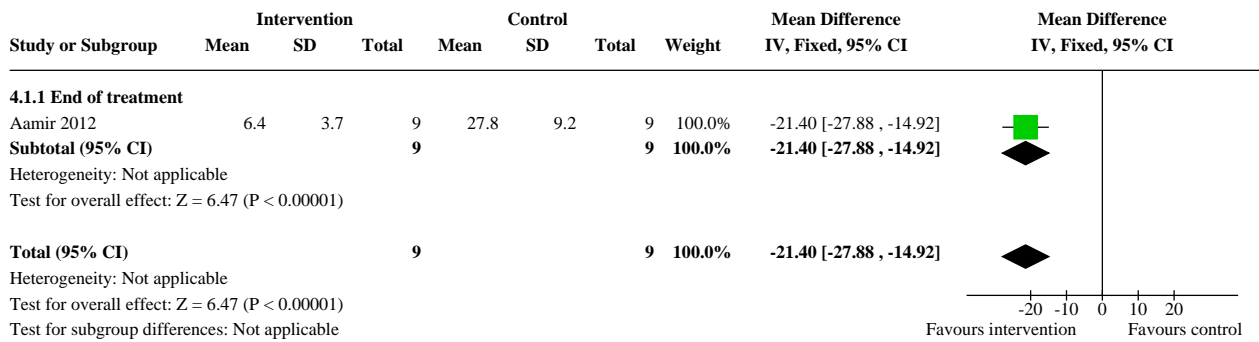 Intervention Control Mean Difference Mean Difference
Study or Subgroup Mean SD Total Mean SD Total Weight IV, Fixed, 95% CI IV, Fixed, 95% CI
4.1.1 End of treatment
Aamir 2012 6.4 3.7 9 27.8 9.2 9 100.0% -21.40 [-27.88 , -14.92]
Subtotal (95% CI) 9 9 100.0% -21.40 [-27.88 , -14.92]
Heterogeneity: Not applicable
Test for overall effect: Z = 6.47 (P < 0.00001)
Total (95% CI) 9 9 100.0% -21.40 [-27.88 , -14.92]
Heterogeneity: Not applicable
Test for overall effect: Z = 6.47 (P < 0.00001)
Test for subgroup differences: Not applicable
-20 -10 0 10 20
Favours intervention Favours control